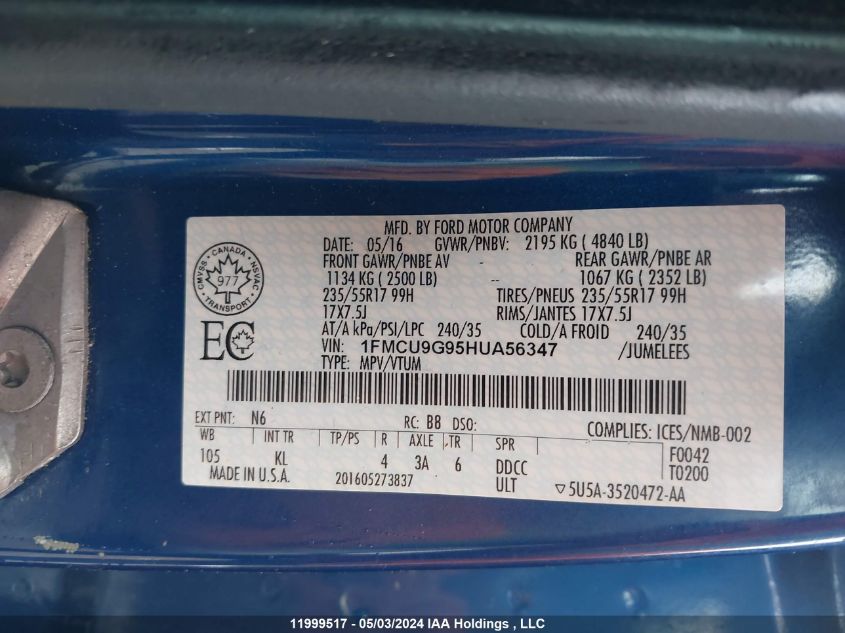 MFD. BY FORD MOTOR COMPANY
DATE: 05/16 GVWR/PNBV: 2195 KG ( 4840 LB)
FRONT GAWR/PNBE AV REAR GAWR/PNBE AR
1134 KG ( 2500 LB) -- 1067 KG ( 2352 LB)
235/55R17 99H TIRES/PNEUS 235/55R17 99H
17X7.5J RIMS/JANTES 17X7.5J
AT/A kPa/PSI/LPC 240/35 COLD/A FROID 240/35
VIN: 1FMCU9G95HUA56347 /JUMELEES
TYPE: MPV/VTUM
CANADA
CMVSS NSVAC
977
TRANSPORT
EC
EXT PNT: N6 RC: B8 DSO: COMPLIES: ICES/NMB-002
WB INT TR TP/PS R AXLE TR SPR F0042
105 KL 4 3A 6 DDCC T0200
MADE IN U.S.A. 201605273837 ULT ▽5U5A-3520472-AA
11999517 - 05/03/2024 IAA Holdings , LLC